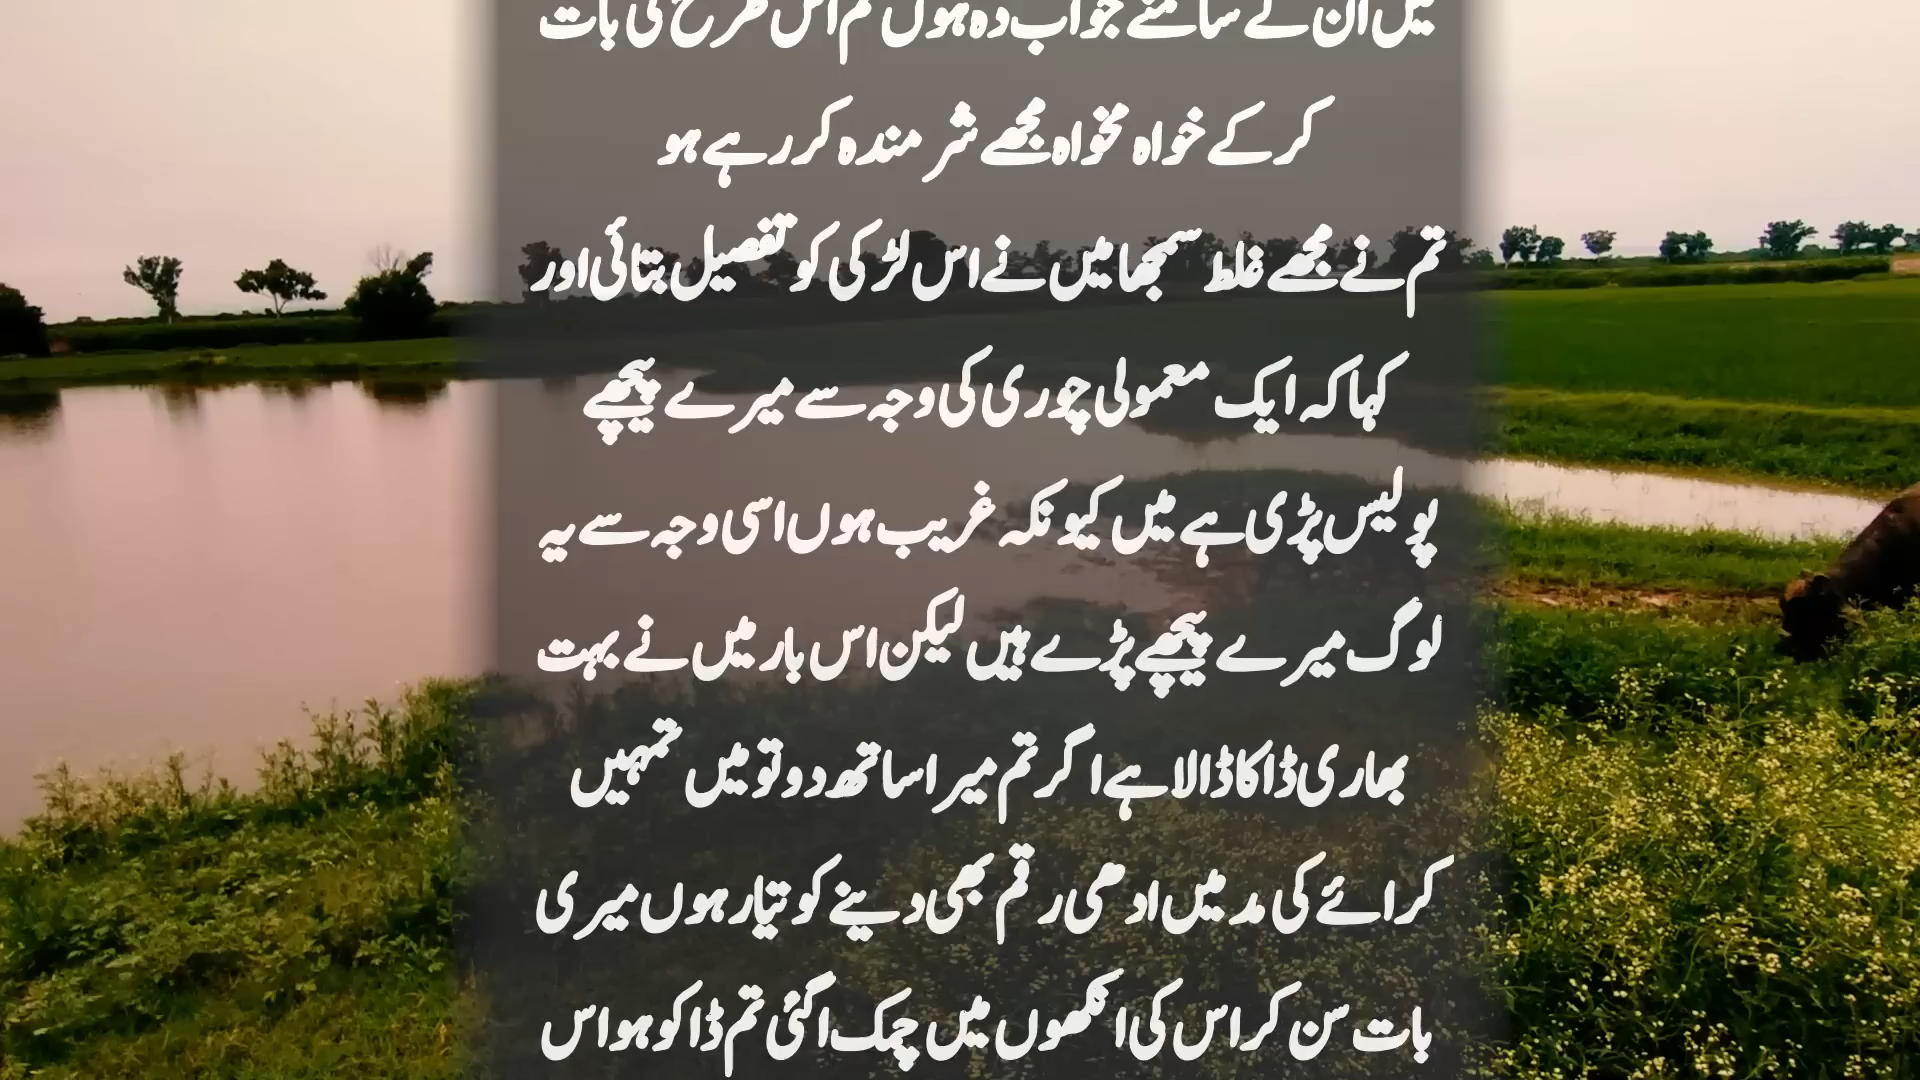 میں ان کے سامنے جواب دہ ہوں تم اس طرح کی بات
کر کے خواہ مخواہ مجھے شرمندہ کر رہے ہو
تم نے مجھے غلط سمجھا میں نے اس لڑکی کو تفصیل بتائی اور
کہا کہ ایک معمولی چوری کی وجہ سے میرے پیچھے
پولیس پڑی ہے میں کیونکہ غریب ہوں اسی وجہ سے یہ
لوگ میرے پیچھے پڑے ہیں لیکن اس بار میں نے بہت
بھاری ڈاکا ڈالا ہے اگر تم میرا ساتھ دو تو میں تمہیں
کرائے کی مد میں ادھی رقم بھی دینے کو تیار ہوں میری
بات سن کر اس کی انکھوں میں چمک اگئی تم ڈاکو ہو اس